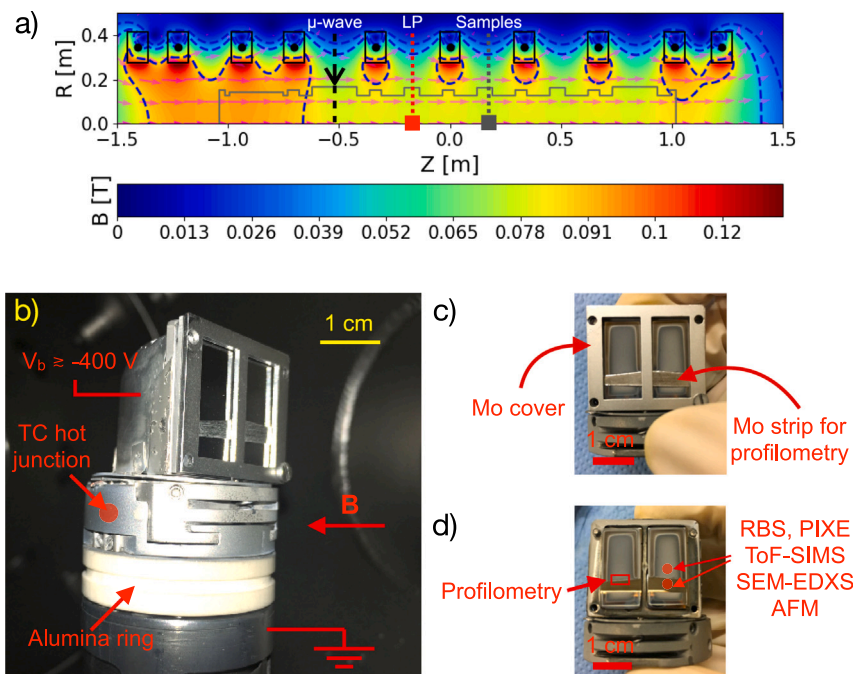 a)
μ-wave LP Samples
R [m]
0.4
0.2
0.0
−1.5 −1.0 −0.5 0.0 0.5 1.0 1.5
Z [m]
B [T]
0 0.013 0.026 0.039 0.052 0.065 0.078 0.091 0.1 0.12
b)
1 cm
V_b ≳ -400 V
TC hot
junction
B
Alumina ring
c)
Mo cover
Mo strip for
profilometry
1 cm
d)
RBS, PIXE
ToF-SIMS
SEM-EDXS
AFM
Profilometry
1 cm